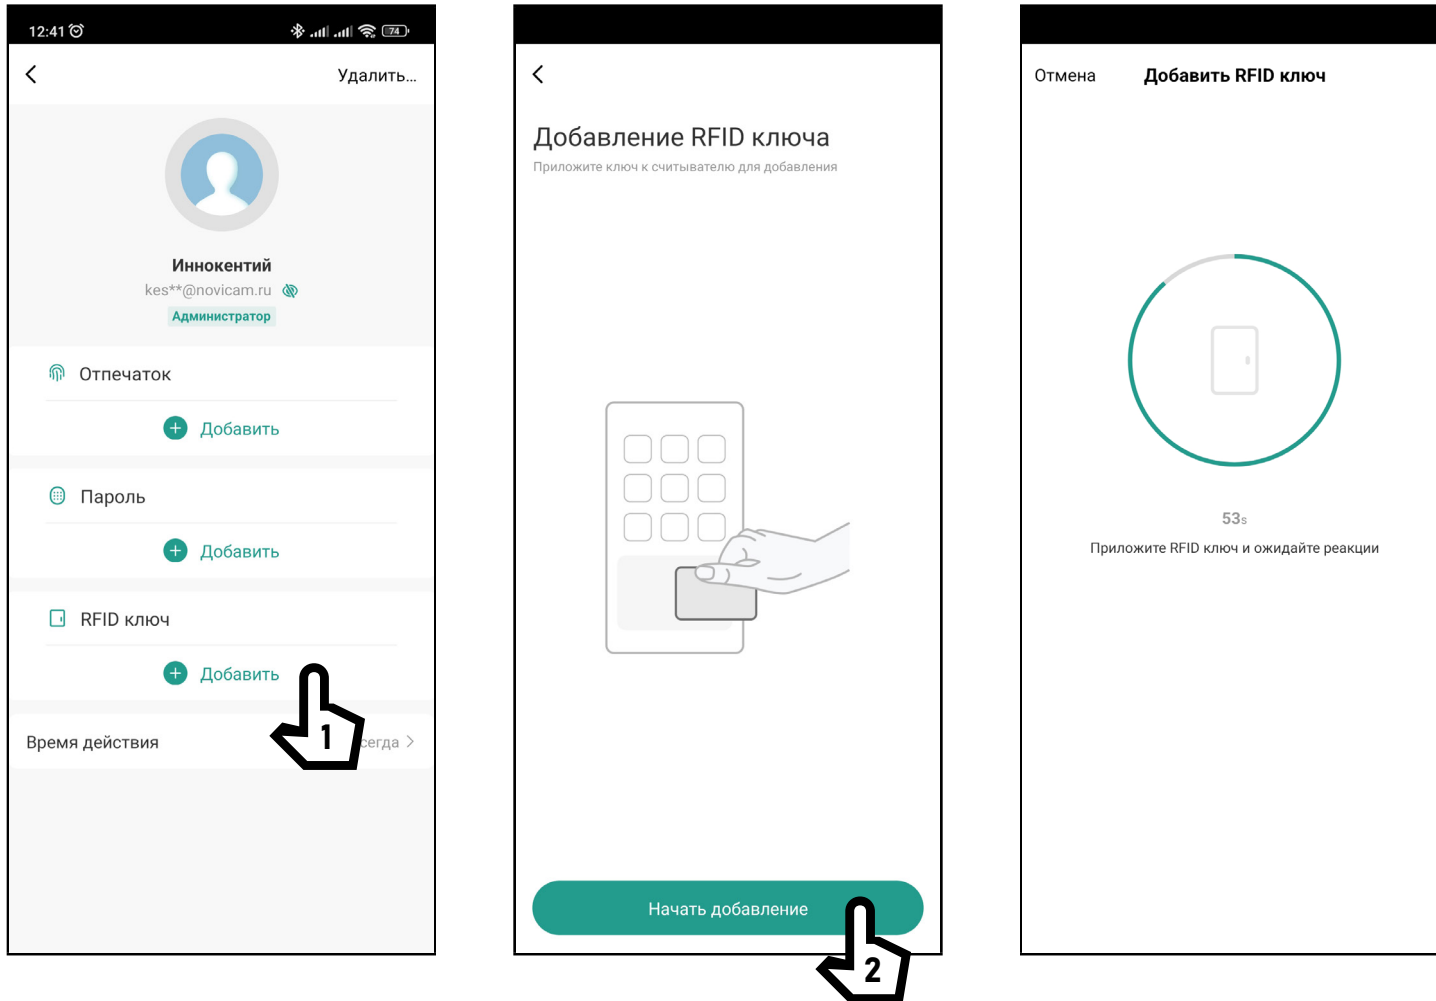 12:41
74
Удалить...
Иннокентий
kes**@novicam.ru
Администратор
Отпечаток
Добавить
Пароль
Добавить
RFID ключ
Добавить
1
Время действия
сегда
Добавление RFID ключа
Приложите ключ к считывателю для добавления
Начать добавление
2
Отмена
Добавить RFID ключ
53s
Приложите RFID ключ и ожидайте реакции